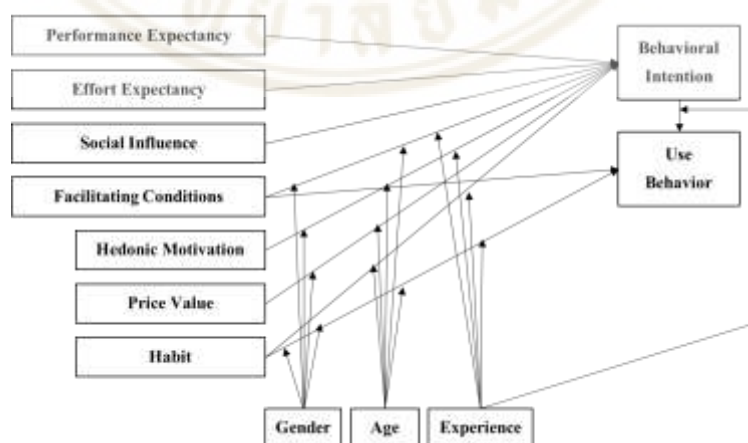 Performance Expectancy
Effort Expectancy
Social Influence
Facilitating Conditions
Hedonic Motivation
Price Value
Habit
Behavioral
Intention
Use
Behavior
Gender
Age
Experience